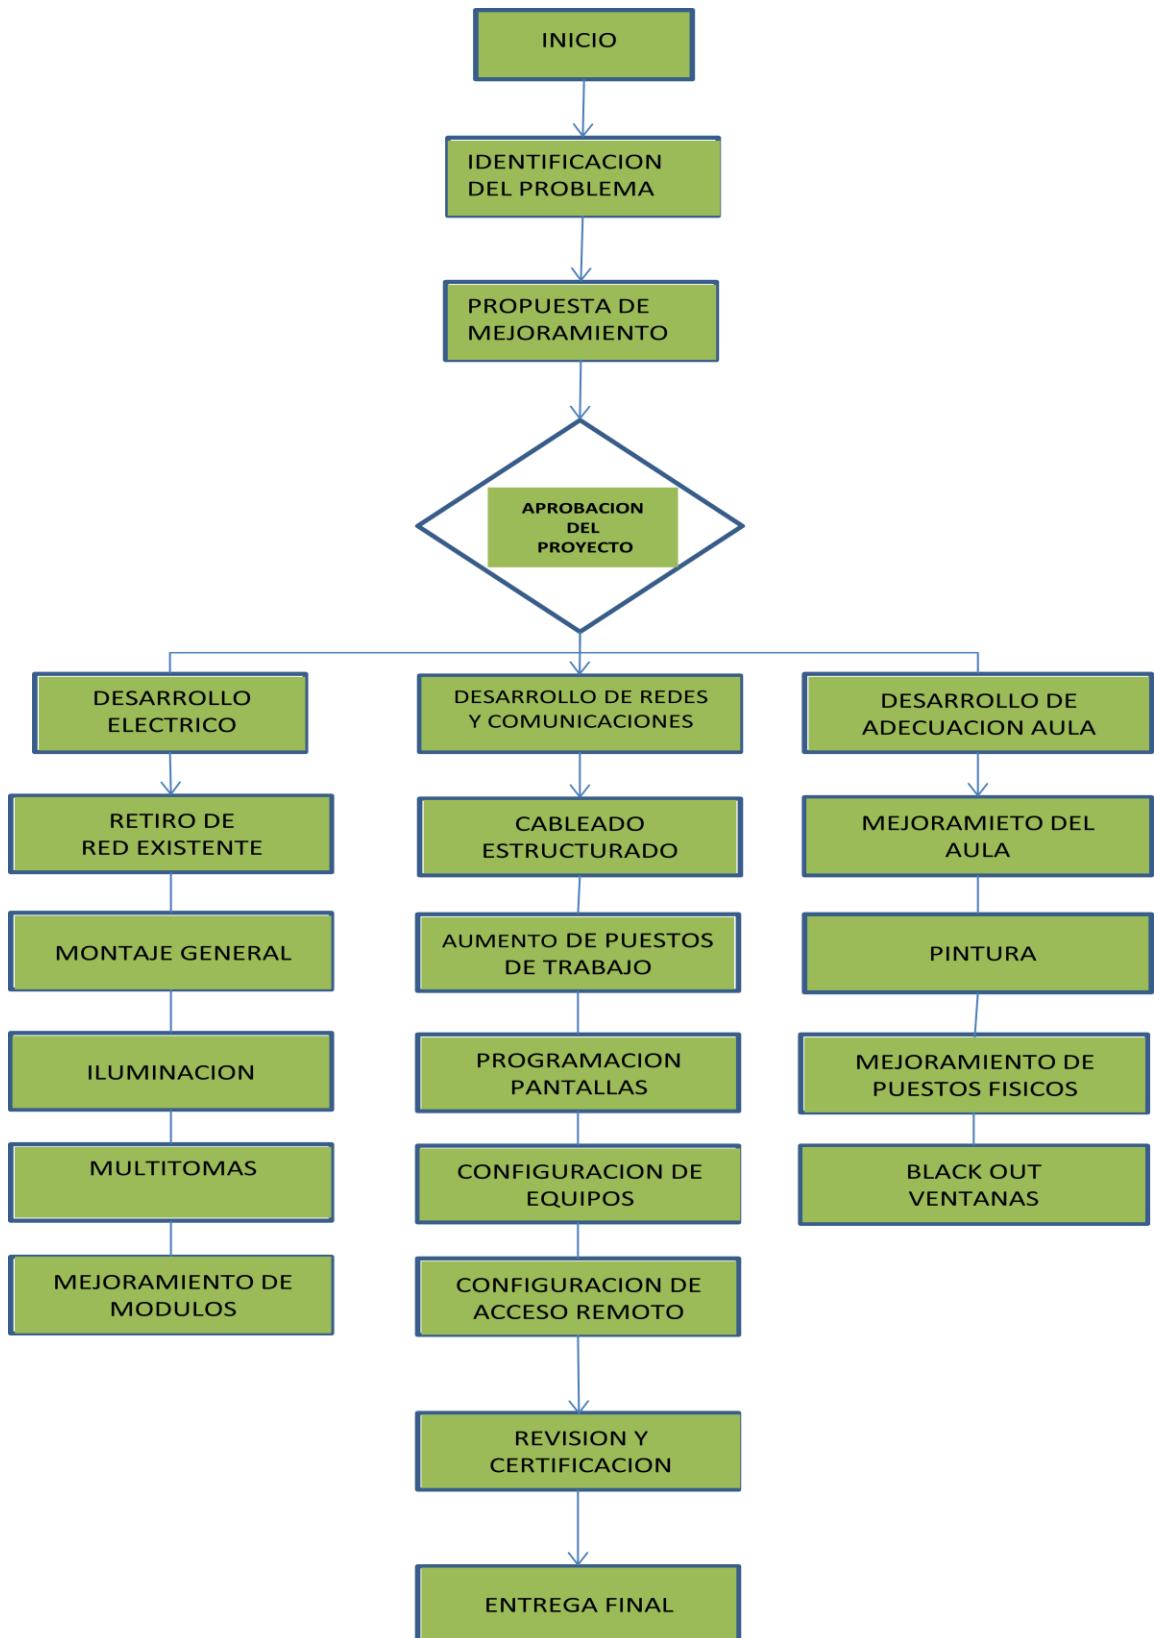 INICIO
IDENTIFICACION
DEL PROBLEMA
PROPUESTA DE
MEJORAMIENTO
APROBACION
DEL
PROYECTO
DESARROLLO
ELECTRICO
RETIRO DE
RED EXISTENTE
MONTAJE GENERAL
ILUMINACION
MULTITOMAS
MEJORAMIENTO DE
MODULOS
DESARROLLO DE REDES
Y COMUNICACIONES
CABLEADO
ESTRUCTURADO
AUMENTO DE PUESTOS
DE TRABAJO
PROGRAMACION
PANTALLAS
CONFIGURACION DE
EQUIPOS
CONFIGURACION DE
ACCESO REMOTO
DESARROLLO DE
ADECUACION AULA
MEJORAMIETO DEL
AULA
PINTURA
MEJORAMIENTO DE
PUESTOS FISICOS
BLACK OUT
VENTANAS
REVISION Y
CERTIFICACION
ENTREGA FINAL